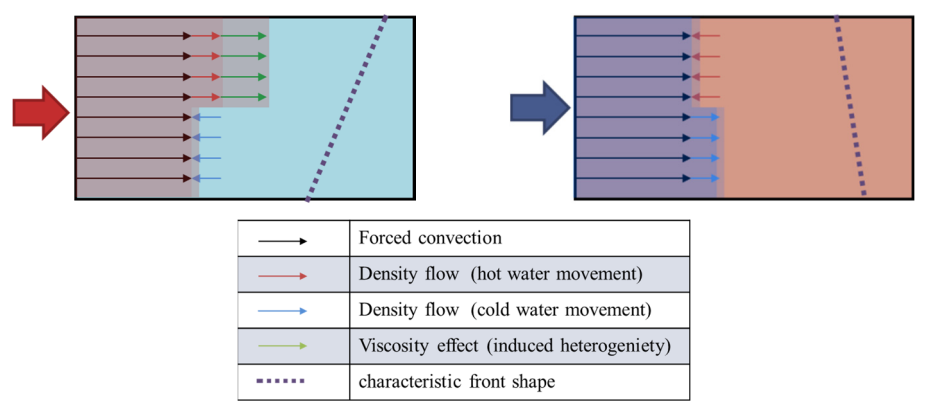 Forced convection
Density flow (hot water movement)
Density flow (cold water movement)
Viscosity effect (induced heterogeniety)
characteristic front shape